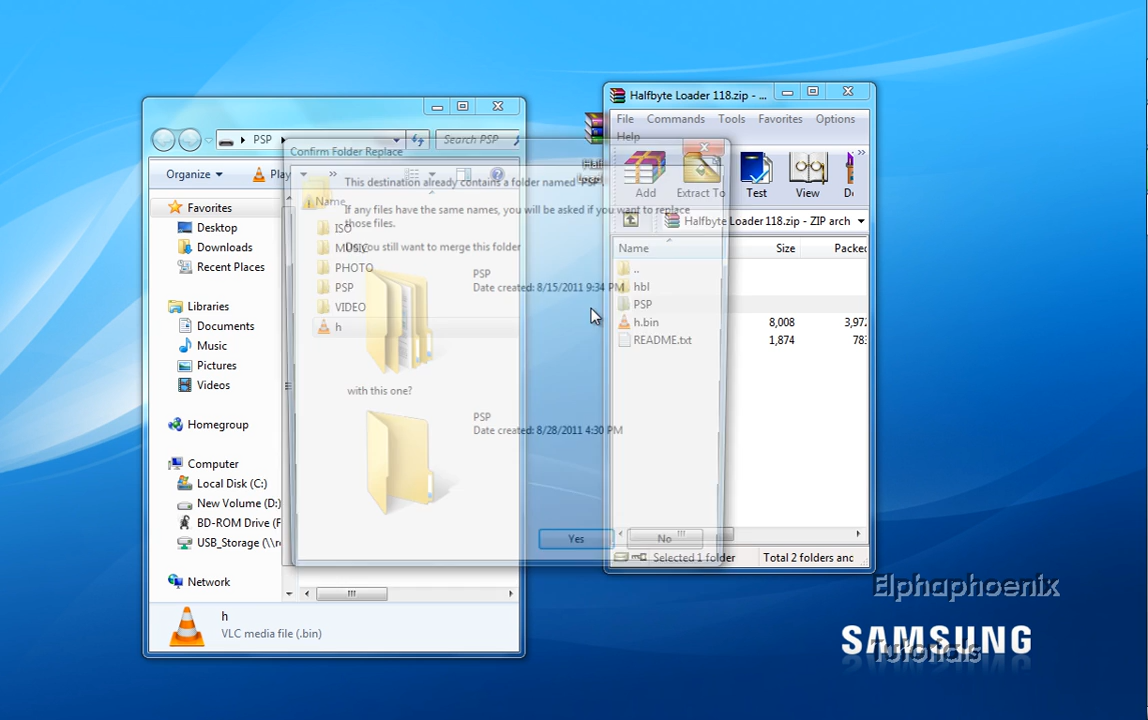 PSP
Search PSP
Organize
Play
Favorites
Desktop
Downloads
Recent Places
Libraries
Documents
Music
Pictures
Videos
Homegroup
Computer
Local Disk (C:)
New Volume (D:)
BD-ROM Drive (F
USB_Storage (\\r
Network
Name
ISO
MUSIC
PHOTO
PSP
VIDEO
h
h
VLC media file (.bin)
Confirm Folder Replace
This destination already contains a folder named 'PSP'.
If any files have the same names, you will be asked if you want to replace
those files.
Do you still want to merge this folder
PSP
Date created: 8/15/2011 9:34 PM
with this one?
PSP
Date created: 8/28/2011 4:30 PM
Yes
No
Halfbyte Loader 118.zip - ...
File Commands Tools Favorites Options
Help
Add Extract To Test View
Halfbyte Loader 118.zip - ZIP arch
Name Size Packed
..
hbl
PSP
h.bin 8,008 3,972
README.txt 1,874 783
Selected 1 folder Total 2 folders and
Elphaphoenix
SAMSUNG
Tutorials